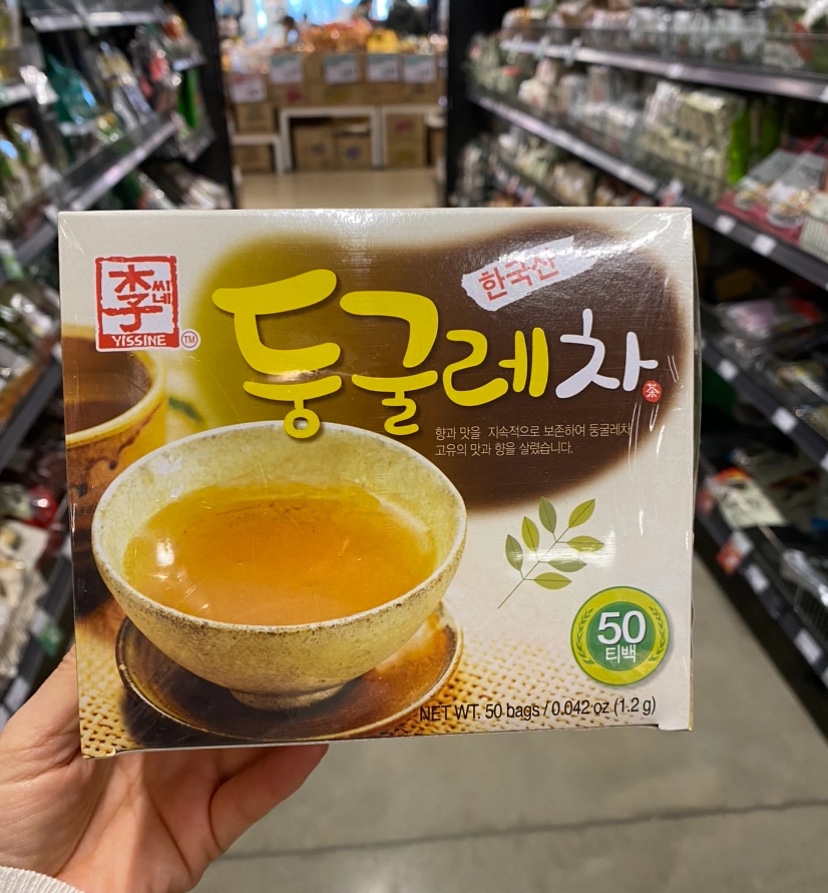 李
씨네
YISSINE
TM
한국산
둥굴레차
茶
향과 맛을 지속적으로 보존하여 둥굴레차
고유의 맛과 향을 살렸습니다.
50
티백
NET WT. 50 bags / 0.042 oz (1.2 g)